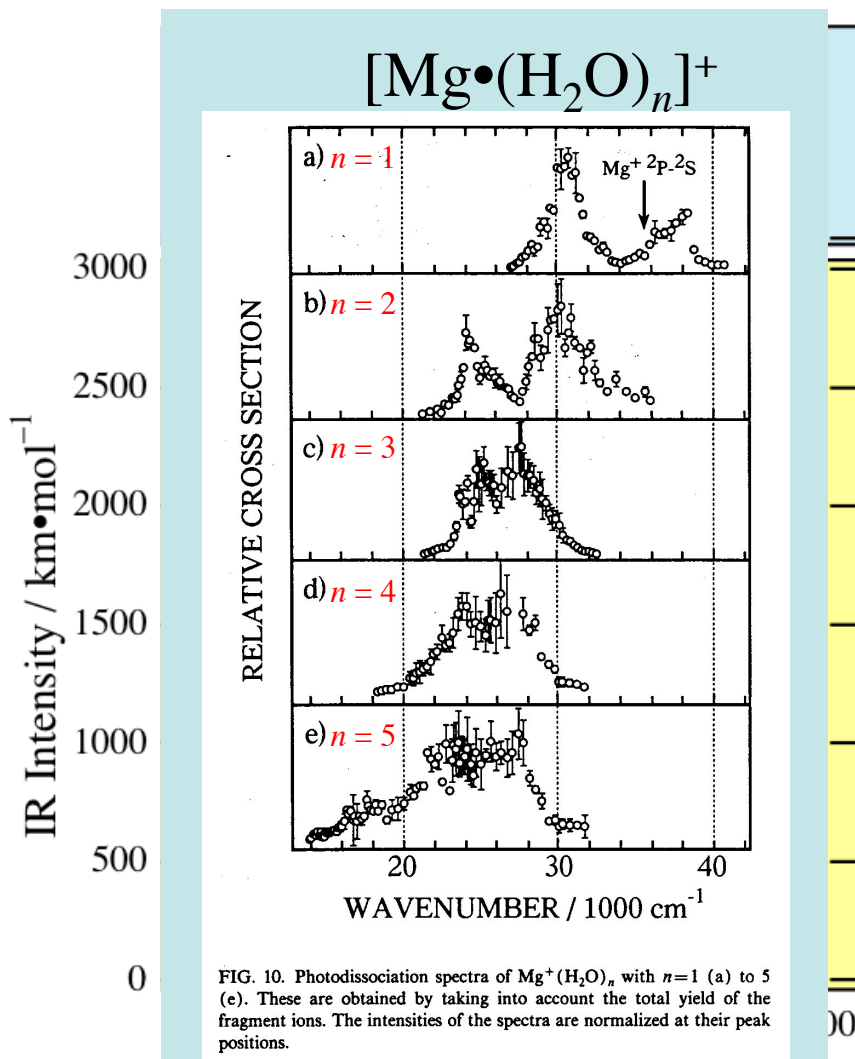 [Mg•(H2O)n]+
a) n = 1
Mg+ 2P-2S
b) n = 2
c) n = 3
d) n = 4
e) n = 5
RELATIVE CROSS SECTION
20 30 40
WAVENUMBER / 1000 cm-1
FIG. 10. Photodissociation spectra of Mg+(H2O)n with n=1 (a) to 5
(e). These are obtained by taking into account the total yield of the
fragment ions. The intensities of the spectra are normalized at their peak
positions.
IR Intensity / km•mol−1
3000
2500
2000
1500
1000
500
0
00